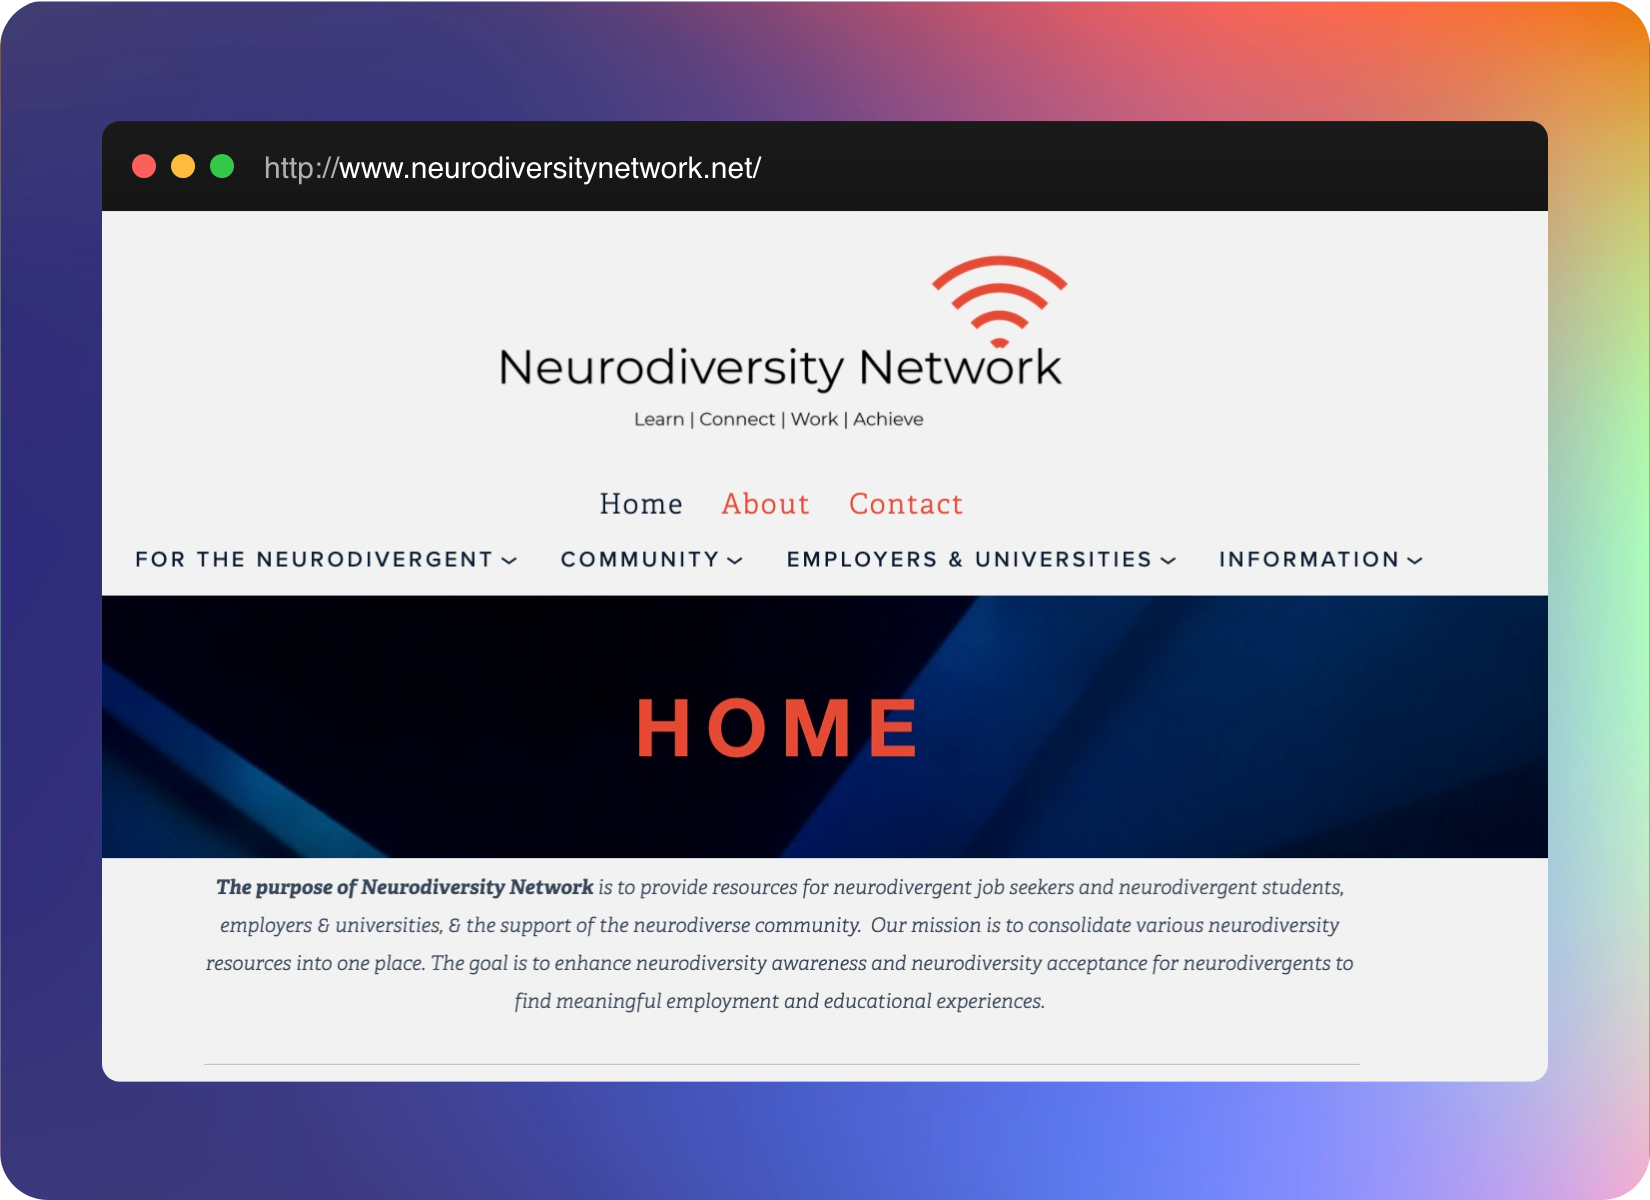 http://www.neurodiversitynetwork.net/
Neurodiversity Network
Learn | Connect | Work | Achieve
Home About Contact
FOR THE NEURODIVERGENT COMMUNITY EMPLOYERS & UNIVERSITIES INFORMATION
HOME
The purpose of Neurodiversity Network is to provide resources for neurodivergent job seekers and neurodivergent students,
employers & universities, & the support of the neurodiverse community. Our mission is to consolidate various neurodiversity
resources into one place. The goal is to enhance neurodiversity awareness and neurodiversity acceptance for neurodivergents to
find meaningful employment and educational experiences.